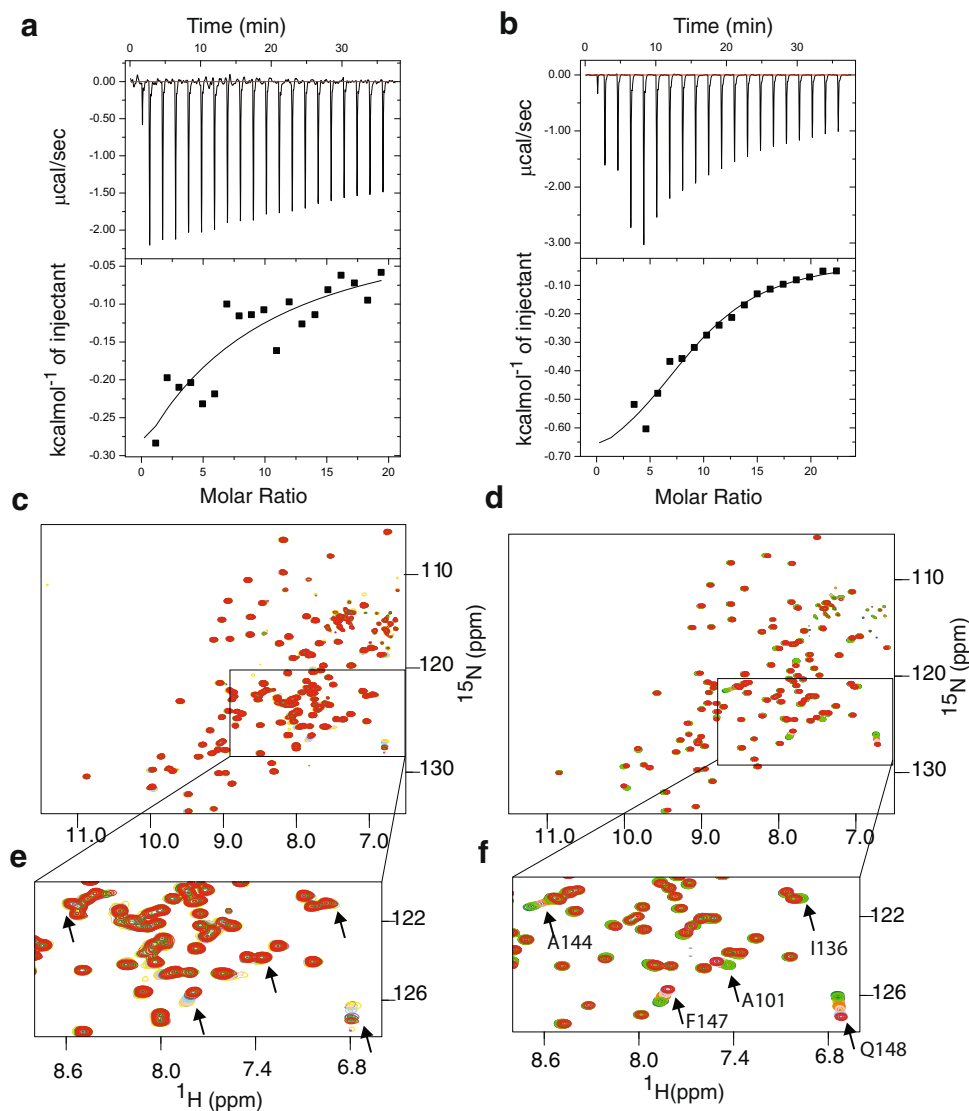 a
Time (min)
0 10 20 30
0.00
-0.50
-1.00
-1.50
-2.00
μcal/sec
-0.05
-0.10
-0.15
-0.20
-0.25
-0.30
kcalmol⁻¹ of injectant
0 5 10 15 20
Molar Ratio
b
Time (min)
0 10 20 30
0.00
-1.00
-2.00
-3.00
μcal/sec
-0.10
-0.20
-0.30
-0.40
-0.50
-0.60
-0.70
kcalmol⁻¹ of injectant
0 5 10 15 20
Molar Ratio
c
110
120
130
¹⁵N (ppm)
11.0 10.0 9.0 8.0 7.0
d
110
120
130
¹⁵N (ppm)
11.0 10.0 9.0 8.0 7.0
e
122
126
8.6 8.0 7.4 6.8
¹H (ppm)
f
A144
I136
A101
F147
Q148
122
126
8.6 8.0 7.4 6.8
¹H(ppm)